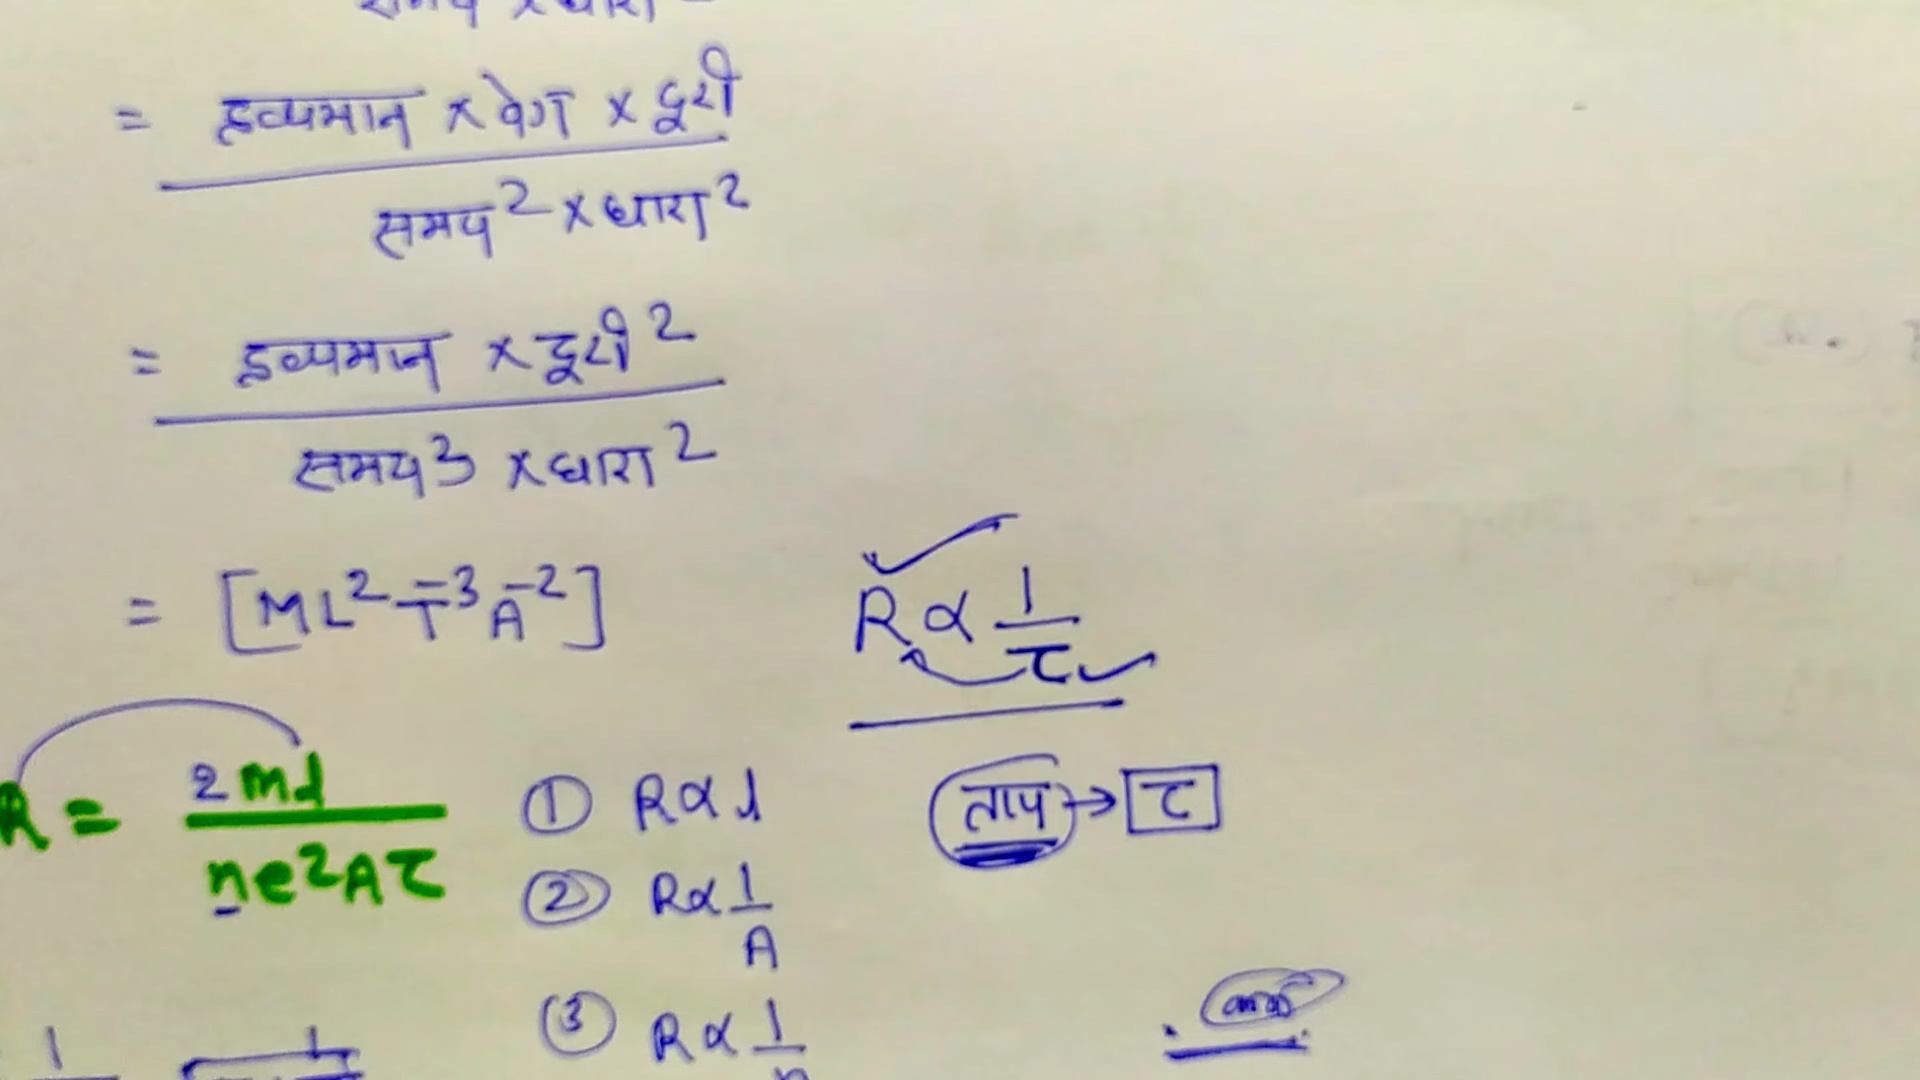 = द्रव्यमान × वेग × दूरी
समय² × धारा²
= द्रव्यमान × दूरी²
समय³ × धारा²
= [ML² T⁻³ A⁻²]
R ∝ 1/τ
R = 2ml / ne²Aτ
① R ∝ l
ताप → τ
② R ∝ 1/A
③ R ∝ 1/n